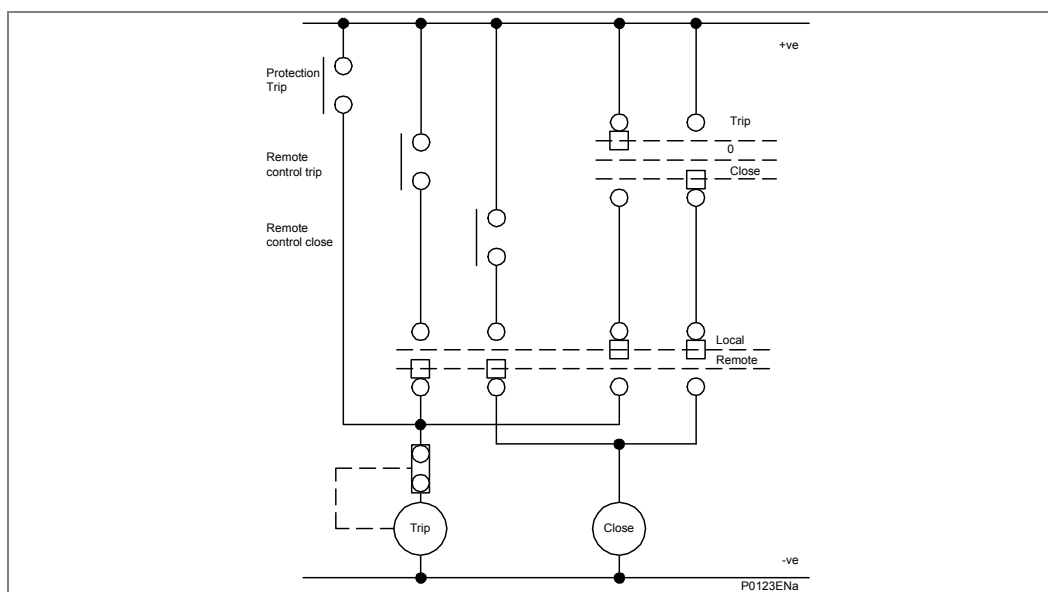 +ve
Protection
Trip
Trip
0
Remote
control trip
Close
Remote
control close
Local
Remote
Trip
Close
-ve
P0123ENa